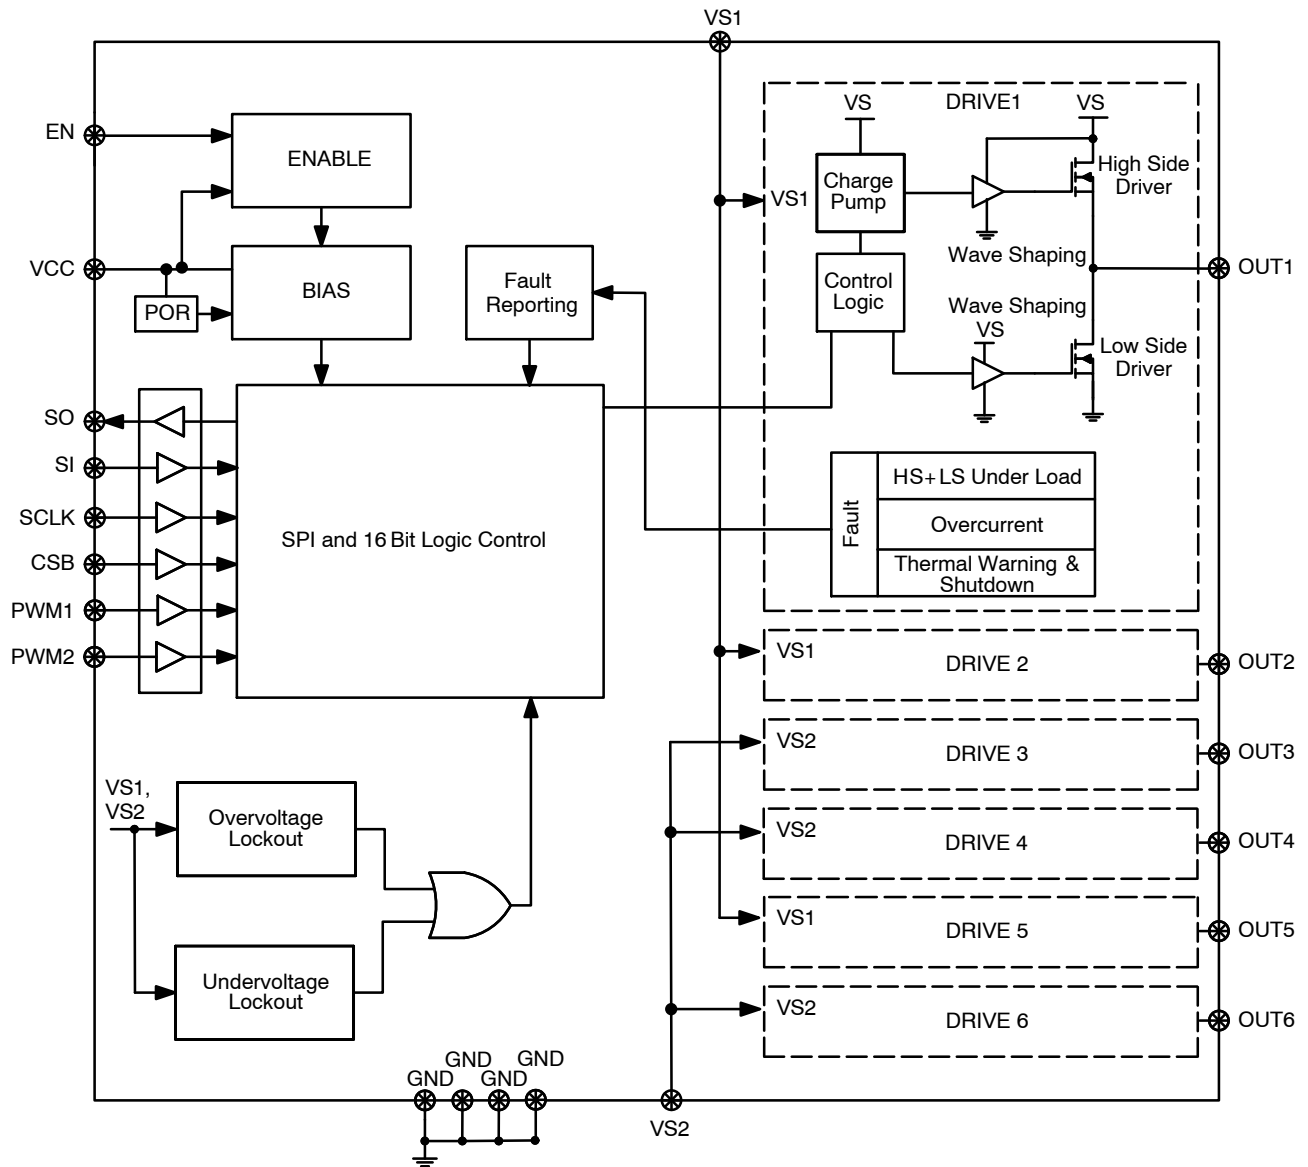 VS1
EN
ENABLE
VCC
POR
BIAS
Fault
Reporting
SO
SI
SCLK
CSB
PWM1
PWM2
SPI and 16 Bit Logic Control
VS1,
VS2
Overvoltage
Lockout
Undervoltage
Lockout
GND
GND
GND
GND
VS2
VS1
DRIVE1
VS
VS
Charge
Pump
High Side
Driver
Wave Shaping
Control
Logic
Wave Shaping
VS
Low Side
Driver
OUT1
Fault
HS+LS Under Load
Overcurrent
Thermal Warning &
Shutdown
VS1
DRIVE 2
OUT2
VS2
DRIVE 3
OUT3
VS2
DRIVE 4
OUT4
VS1
DRIVE 5
OUT5
VS2
DRIVE 6
OUT6